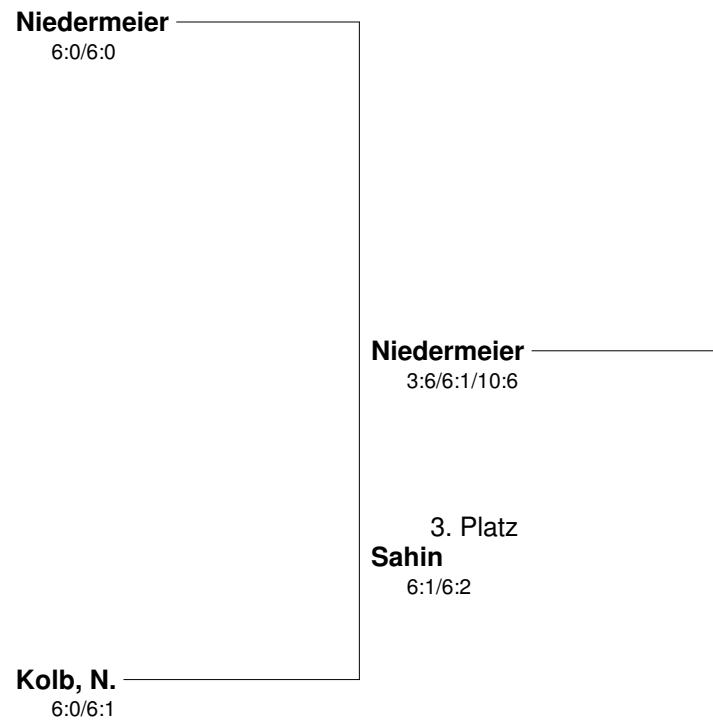 Niedermeier
6:0/6:0
Niedermeier
3:6/6:1/10:6
3. Platz
Sahin
6:1/6:2
Kolb, N.
6:0/6:1